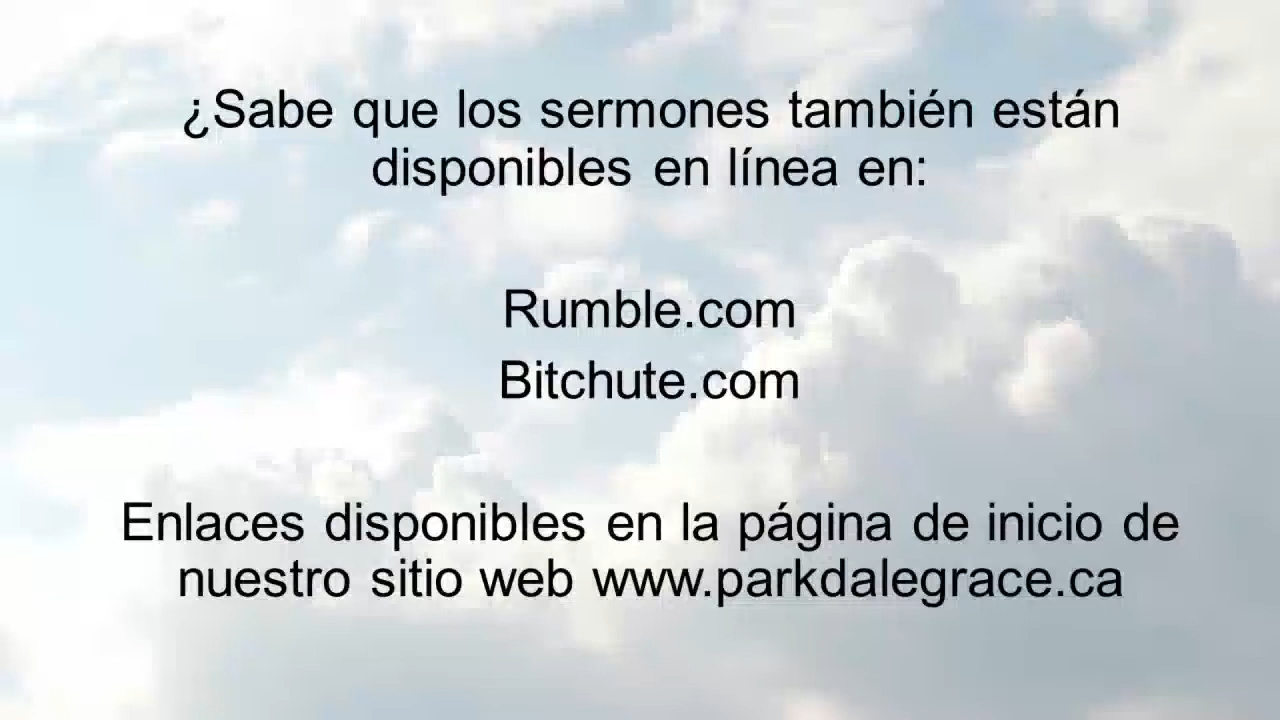 ¿Sabe que los sermones también están
disponibles en línea en:
Rumble.com
Bitchute.com
Enlaces disponibles en la página de inicio de
nuestro sitio web www.parkdalegrace.ca